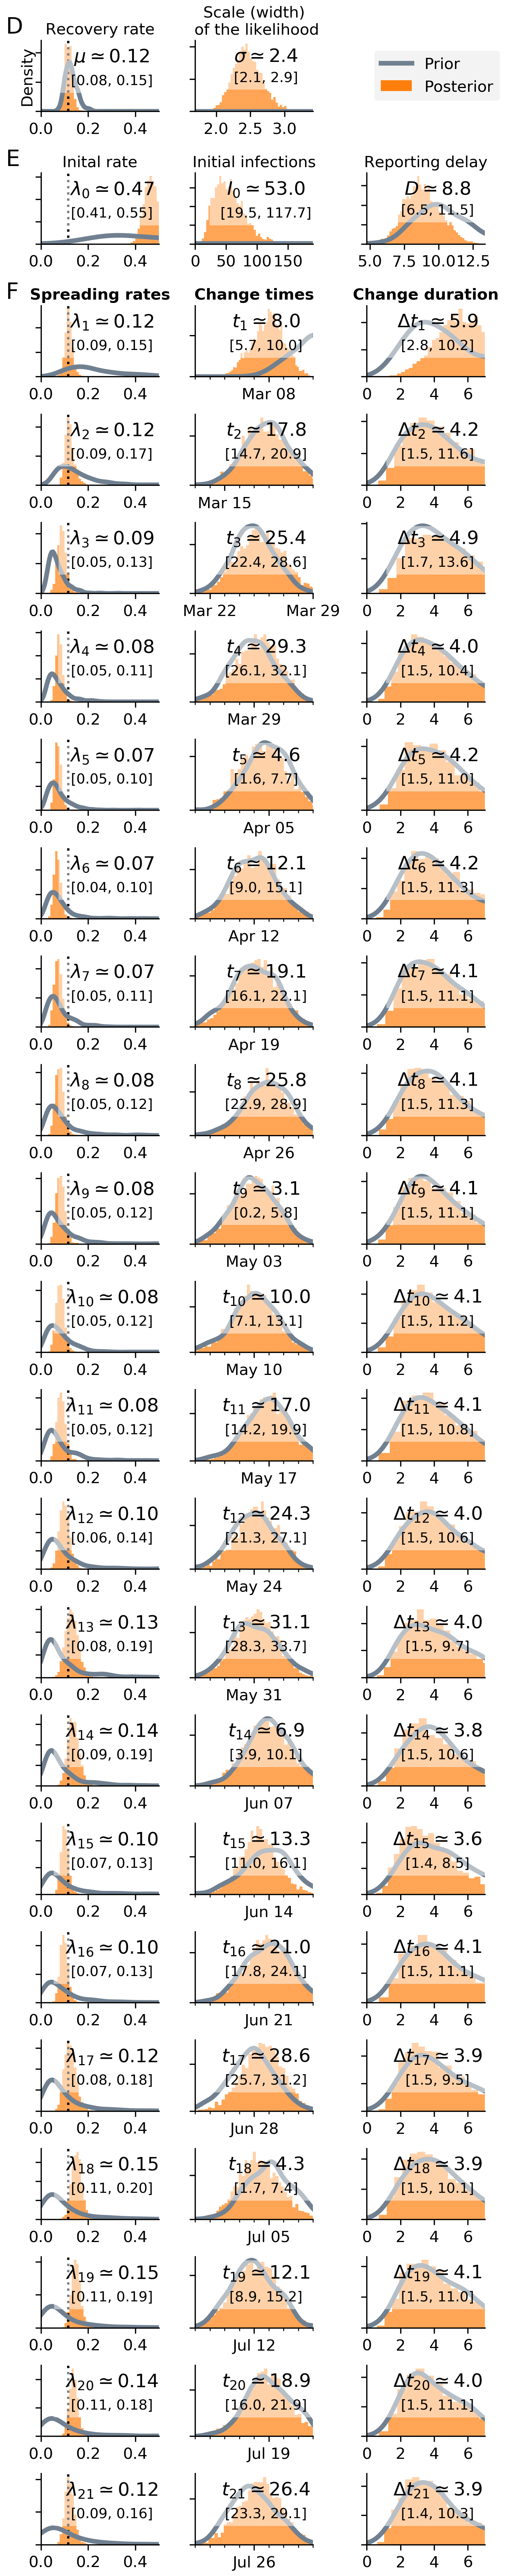 D
Recovery rate
Scale (width)
of the likelihood
Density
μ ≃ 0.12
[0.08, 0.15]
σ ≃ 2.4
[2.1, 2.9]
Prior
Posterior
0.0 0.2 0.4
2.0 2.5 3.0
E
Inital rate
Initial infections
Reporting delay
λ0 ≃ 0.47
[0.41, 0.55]
I0 ≃ 53.0
[19.5, 117.7]
D ≃ 8.8
[6.5, 11.5]
0.0 0.2 0.4
0 50 100 150
5.0 7.5 10.0 12.5
F
Spreading rates
Change times
Change duration
λ1 ≃ 0.12
[0.09, 0.15]
t1 ≃ 8.0
[5.7, 10.0]
Δt1 ≃ 5.9
[2.8, 10.2]
0.0 0.2 0.4
Mar 08
0 2 4 6
λ2 ≃ 0.12
[0.09, 0.17]
t2 ≃ 17.8
[14.7, 20.9]
Δt2 ≃ 4.2
[1.5, 11.6]
0.0 0.2 0.4
Mar 15
0 2 4 6
λ3 ≃ 0.09
[0.05, 0.13]
t3 ≃ 25.4
[22.4, 28.6]
Δt3 ≃ 4.9
[1.7, 13.6]
0.0 0.2 0.4
Mar 22 Mar 29
0 2 4 6
λ4 ≃ 0.08
[0.05, 0.11]
t4 ≃ 29.3
[26.1, 32.1]
Δt4 ≃ 4.0
[1.5, 10.4]
0.0 0.2 0.4
Mar 29
0 2 4 6
λ5 ≃ 0.07
[0.05, 0.10]
t5 ≃ 4.6
[1.6, 7.7]
Δt5 ≃ 4.2
[1.5, 11.0]
0.0 0.2 0.4
Apr 05
0 2 4 6
λ6 ≃ 0.07
[0.04, 0.10]
t6 ≃ 12.1
[9.0, 15.1]
Δt6 ≃ 4.2
[1.5, 11.3]
0.0 0.2 0.4
Apr 12
0 2 4 6
λ7 ≃ 0.07
[0.05, 0.11]
t7 ≃ 19.1
[16.1, 22.1]
Δt7 ≃ 4.1
[1.5, 11.1]
0.0 0.2 0.4
Apr 19
0 2 4 6
λ8 ≃ 0.08
[0.05, 0.12]
t8 ≃ 25.8
[22.9, 28.9]
Δt8 ≃ 4.1
[1.5, 11.3]
0.0 0.2 0.4
Apr 26
0 2 4 6
λ9 ≃ 0.08
[0.05, 0.12]
t9 ≃ 3.1
[0.2, 5.8]
Δt9 ≃ 4.1
[1.5, 11.1]
0.0 0.2 0.4
May 03
0 2 4 6
λ10 ≃ 0.08
[0.05, 0.12]
t10 ≃ 10.0
[7.1, 13.1]
Δt10 ≃ 4.1
[1.5, 11.2]
0.0 0.2 0.4
May 10
0 2 4 6
λ11 ≃ 0.08
[0.05, 0.12]
t11 ≃ 17.0
[14.2, 19.9]
Δt11 ≃ 4.1
[1.5, 10.8]
0.0 0.2 0.4
May 17
0 2 4 6
λ12 ≃ 0.10
[0.06, 0.14]
t12 ≃ 24.3
[21.3, 27.1]
Δt12 ≃ 4.0
[1.5, 10.6]
0.0 0.2 0.4
May 24
0 2 4 6
λ13 ≃ 0.13
[0.08, 0.19]
t13 ≃ 31.1
[28.3, 33.7]
Δt13 ≃ 4.0
[1.5, 9.7]
0.0 0.2 0.4
May 31
0 2 4 6
λ14 ≃ 0.14
[0.09, 0.19]
t14 ≃ 6.9
[3.9, 10.1]
Δt14 ≃ 3.8
[1.5, 10.6]
0.0 0.2 0.4
Jun 07
0 2 4 6
λ15 ≃ 0.10
[0.07, 0.13]
t15 ≃ 13.3
[11.0, 16.1]
Δt15 ≃ 3.6
[1.4, 8.5]
0.0 0.2 0.4
Jun 14
0 2 4 6
λ16 ≃ 0.10
[0.07, 0.13]
t16 ≃ 21.0
[17.8, 24.1]
Δt16 ≃ 4.1
[1.5, 11.1]
0.0 0.2 0.4
Jun 21
0 2 4 6
λ17 ≃ 0.12
[0.08, 0.18]
t17 ≃ 28.6
[25.7, 31.2]
Δt17 ≃ 3.9
[1.5, 9.5]
0.0 0.2 0.4
Jun 28
0 2 4 6
λ18 ≃ 0.15
[0.11, 0.20]
t18 ≃ 4.3
[1.7, 7.4]
Δt18 ≃ 3.9
[1.5, 10.1]
0.0 0.2 0.4
Jul 05
0 2 4 6
λ19 ≃ 0.15
[0.11, 0.19]
t19 ≃ 12.1
[8.9, 15.2]
Δt19 ≃ 4.1
[1.5, 11.0]
0.0 0.2 0.4
Jul 12
0 2 4 6
λ20 ≃ 0.14
[0.11, 0.18]
t20 ≃ 18.9
[16.0, 21.9]
Δt20 ≃ 4.0
[1.5, 11.1]
0.0 0.2 0.4
Jul 19
0 2 4 6
λ21 ≃ 0.12
[0.09, 0.16]
t21 ≃ 26.4
[23.3, 29.1]
Δt21 ≃ 3.9
[1.4, 10.3]
0.0 0.2 0.4
Jul 26
0 2 4 6